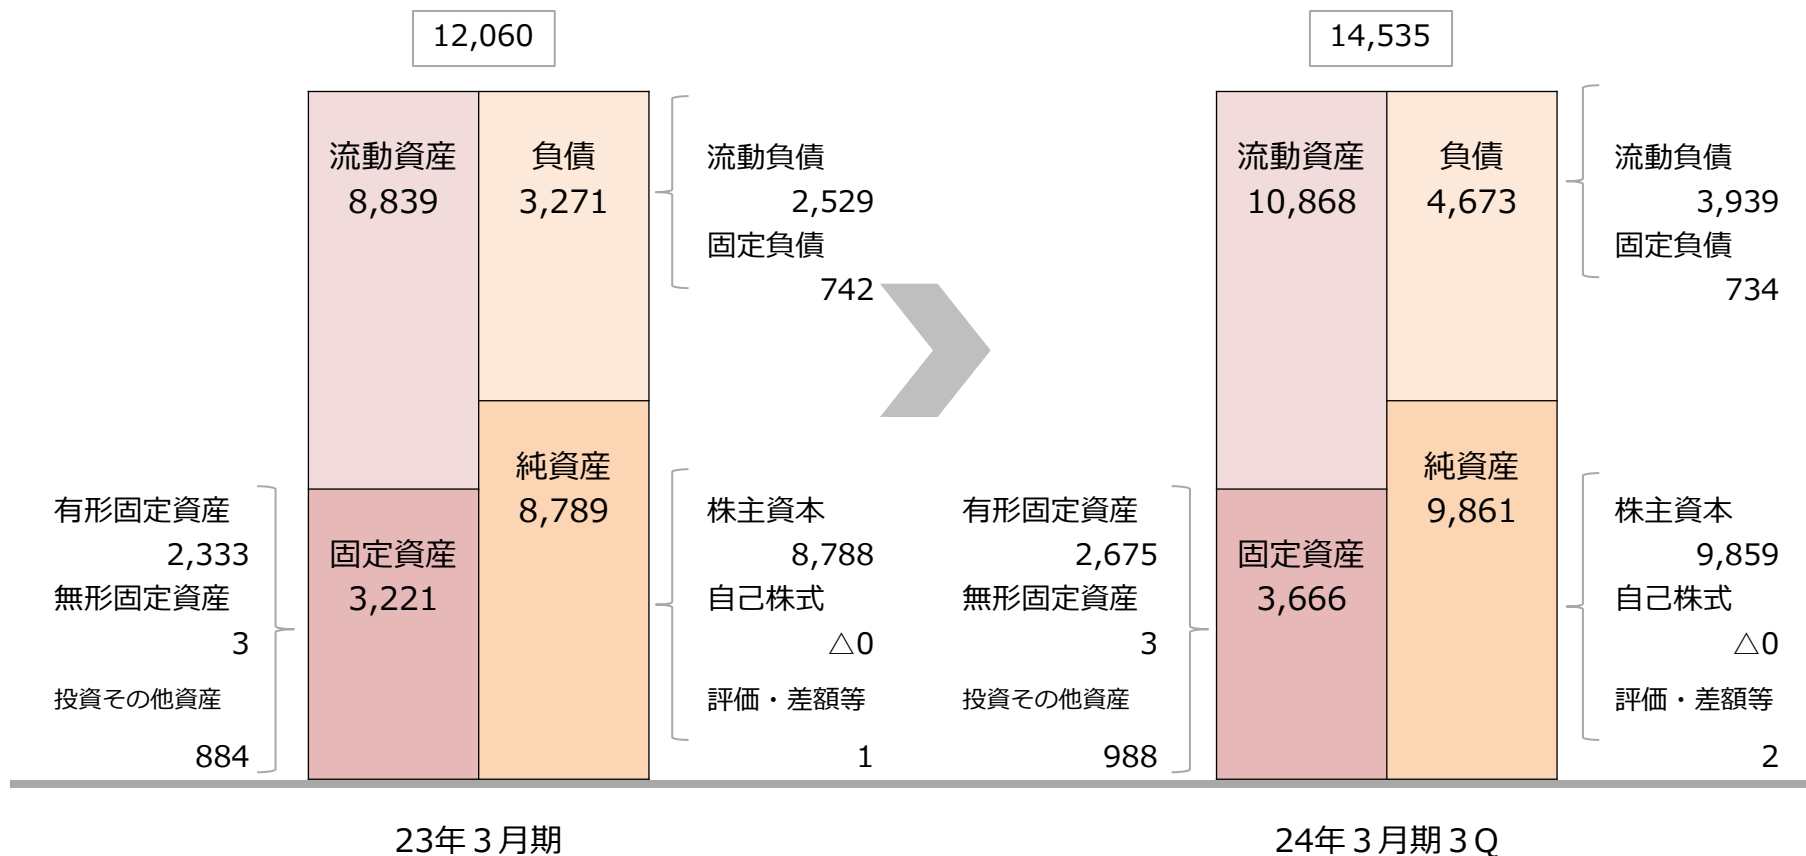 12,060
流動資産
8,839
負債
3,271
流動負債
2,529
固定負債
742
純資産
8,789
有形固定資産
2,333
無形固定資産
3
投資その他資産
884
固定資産
3,221
株主資本
8,788
自己株式
△0
評価・差額等
1
23年３月期
14,535
流動資産
10,868
負債
4,673
流動負債
3,939
固定負債
734
純資産
9,861
有形固定資産
2,675
無形固定資産
3
投資その他資産
988
固定資産
3,666
株主資本
9,859
自己株式
△0
評価・差額等
2
24年３月期３Q